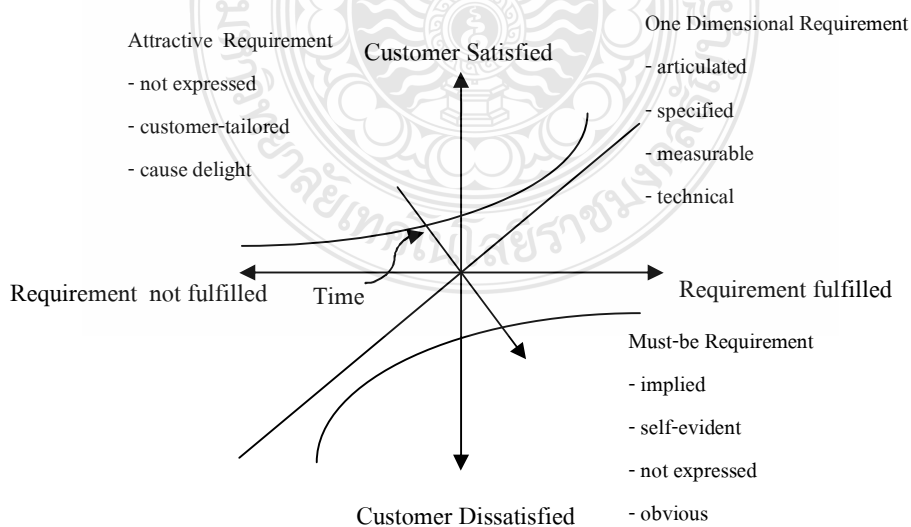 Attractive Requirement
- not expressed
- customer-tailored
- cause delight
Customer Satisfied
One Dimensional Requirement
- articulated
- specified
- measurable
- technical
Requirement not fulfilled
Time
Requirement fulfilled
Must-be Requirement
- implied
- self-evident
- not expressed
- obvious
Customer Dissatisfied